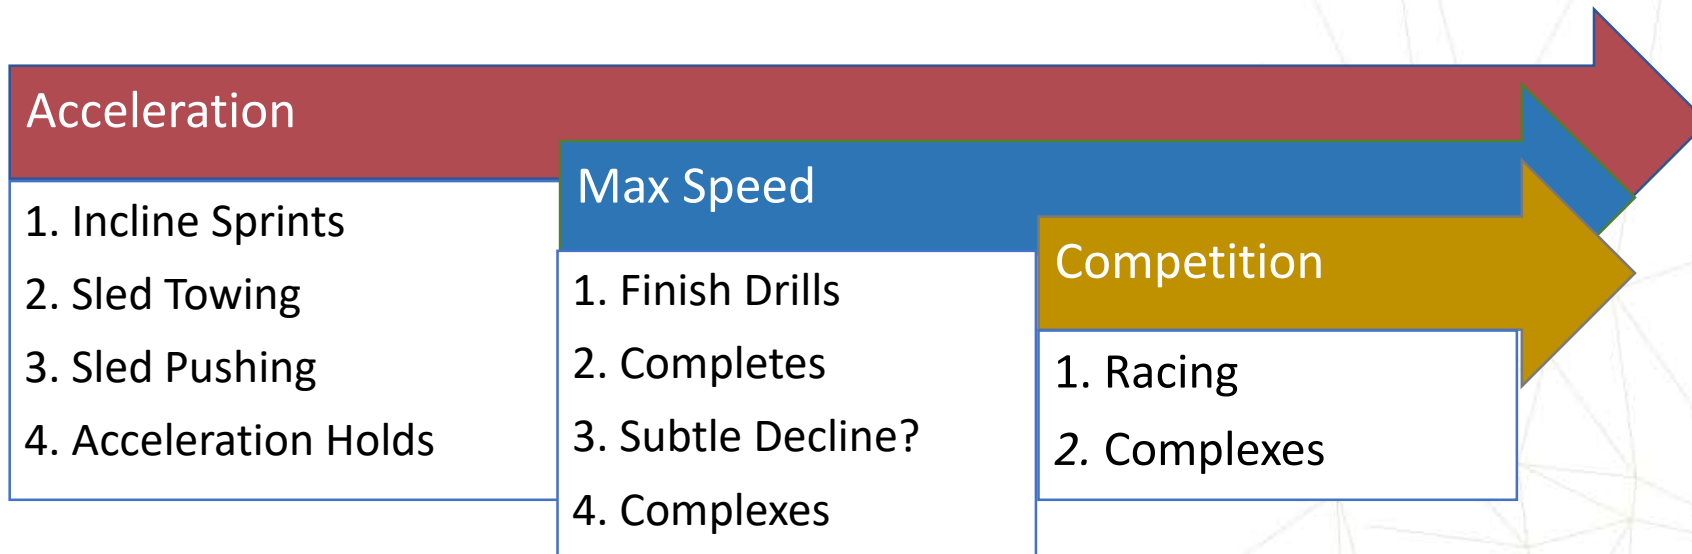 Acceleration
1. Incline Sprints
2. Sled Towing
3. Sled Pushing
4. Acceleration Holds
Max Speed
1. Finish Drills
2. Completes
3. Subtle Decline?
4. Complexes
Competition
1. Racing
2. Complexes